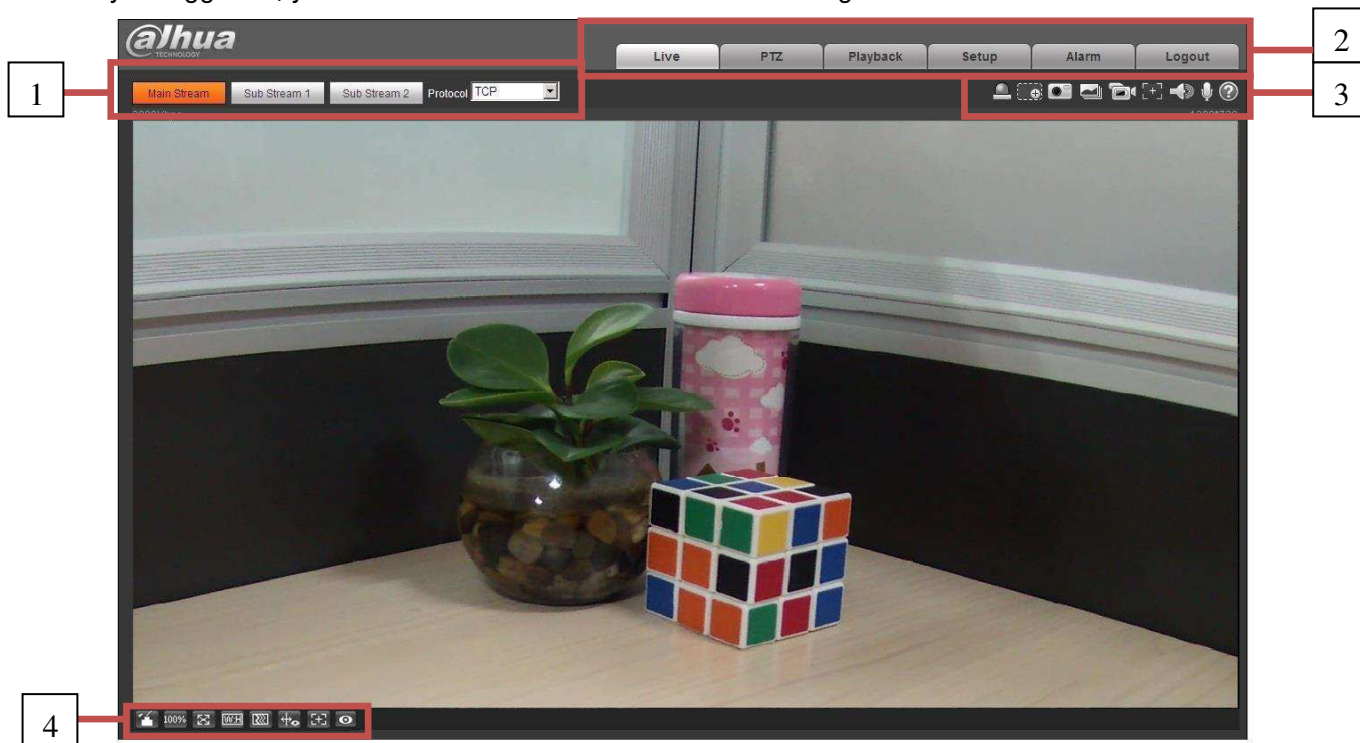 alhua
TECHNOLOGY
Live PTZ Playback Setup Alarm Logout
2
1
Main Stream Sub Stream 1 Sub Stream 2 Protocol TCP
3
100% W:H
4